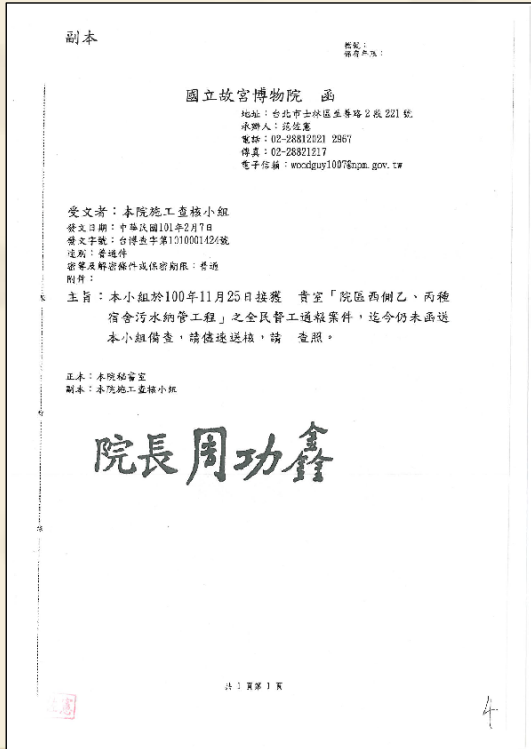 副本
檔號：
保存年限：
國立故宮博物院　函
地址：台北市士林區至善路2段221號
承辦人：范佐憲
電話：02-28812021 2967
傳真：02-28821217
電子信箱：woodguy1007@npm.gov.tw
受文者：本院施工查核小組
發文日期：中華民國101年2月7日
發文字號：台博查字第1010001424號
速別：普通件
密等及解密條件或保密期限：普通
附件：
主旨：本小組於100年11月25日接獲　貴室「院區西側乙、丙種
宿舍污水納管工程」之全民督工通報案件，迄今仍未函送
本小組備查，請儘速送核，請　查照。
正本：本院秘書室
副本：本院施工查核小組
院長周功鑫
共 1 頁第 1 頁
4